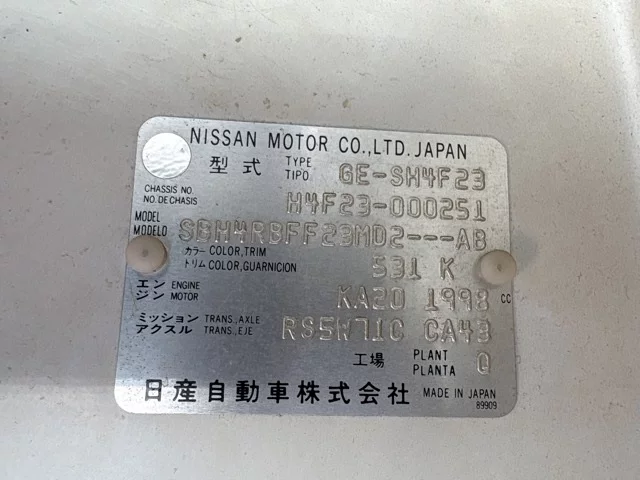 NISSAN MOTOR CO.,LTD. JAPAN
型式 TYPE TIPO GE-SH4F23
CHASSIS NO. NO. DE CHASIS H4F23-000251
MODEL MODELO SBH4RBFF23MD2---AB
カラー COLOR,TRIM
トリム COLOR,GUARNICION 531 K
エンジン ENGINE MOTOR KA20 1998 CC
ミッション TRANS.,AXLE
アクスル TRANS.,EJE RS5W71C CA43
工場 PLANT PLANTA Q
日産自動車株式会社 MADE IN JAPAN
89909